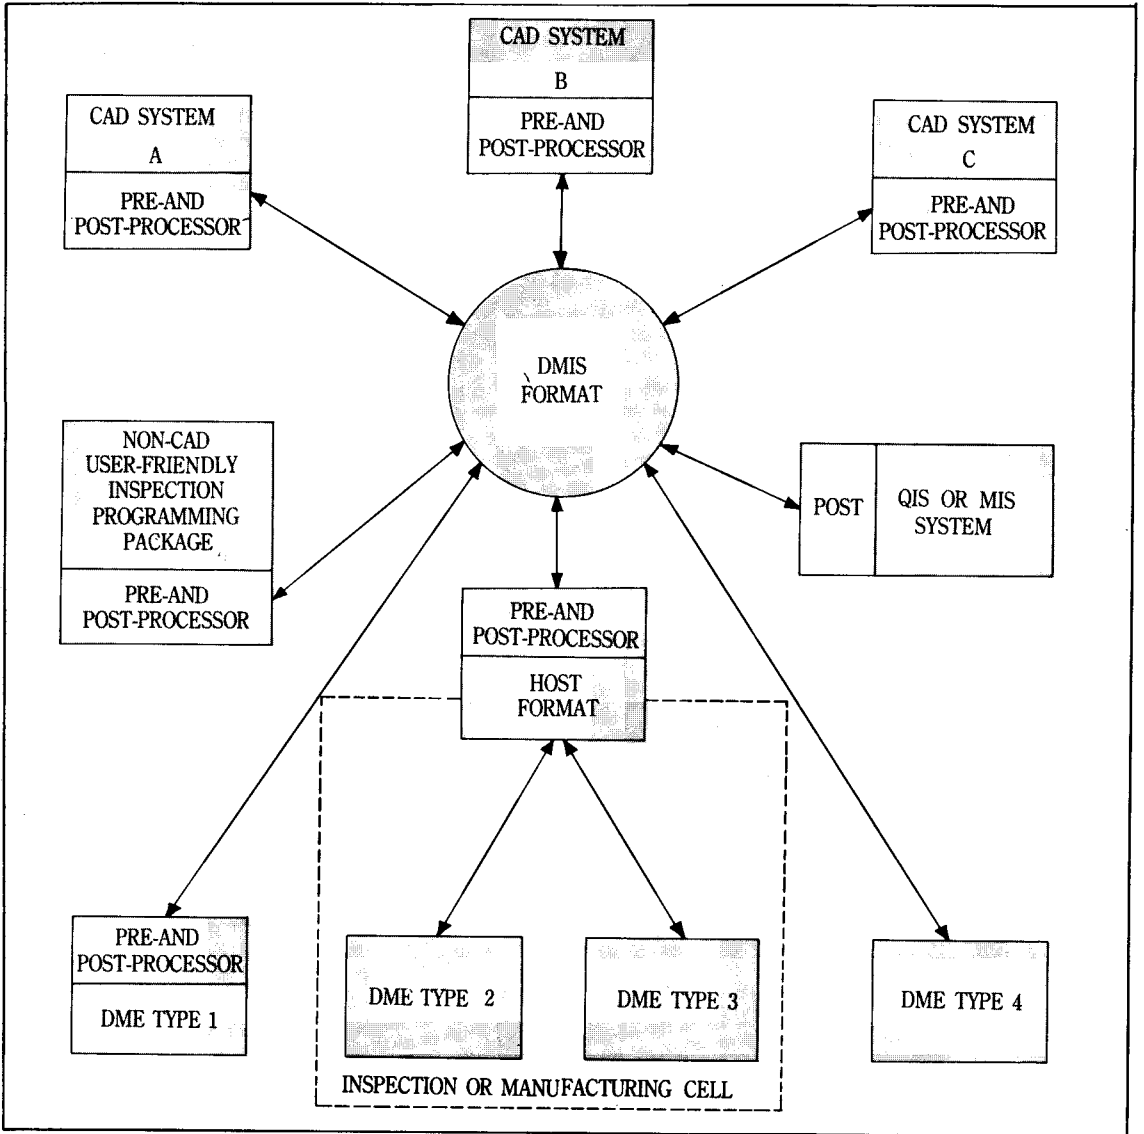 CAD SYSTEM
B
PRE-AND
POST-PROCESSOR
CAD SYSTEM
A
PRE-AND
POST-PROCESSOR
CAD SYSTEM
C
PRE-AND
POST-PROCESSOR
DMIS
FORMAT
NON-CAD
USER-FRIENDLY
INSPECTION
PROGRAMMING
PACKAGE
PRE-AND
POST-PROCESSOR
POST
QIS OR MIS
SYSTEM
PRE-AND
POST-PROCESSOR
HOST
FORMAT
PRE-AND
POST-PROCESSOR
DME TYPE 1
DME TYPE 2
DME TYPE 3
DME TYPE 4
INSPECTION OR MANUFACTURING CELL